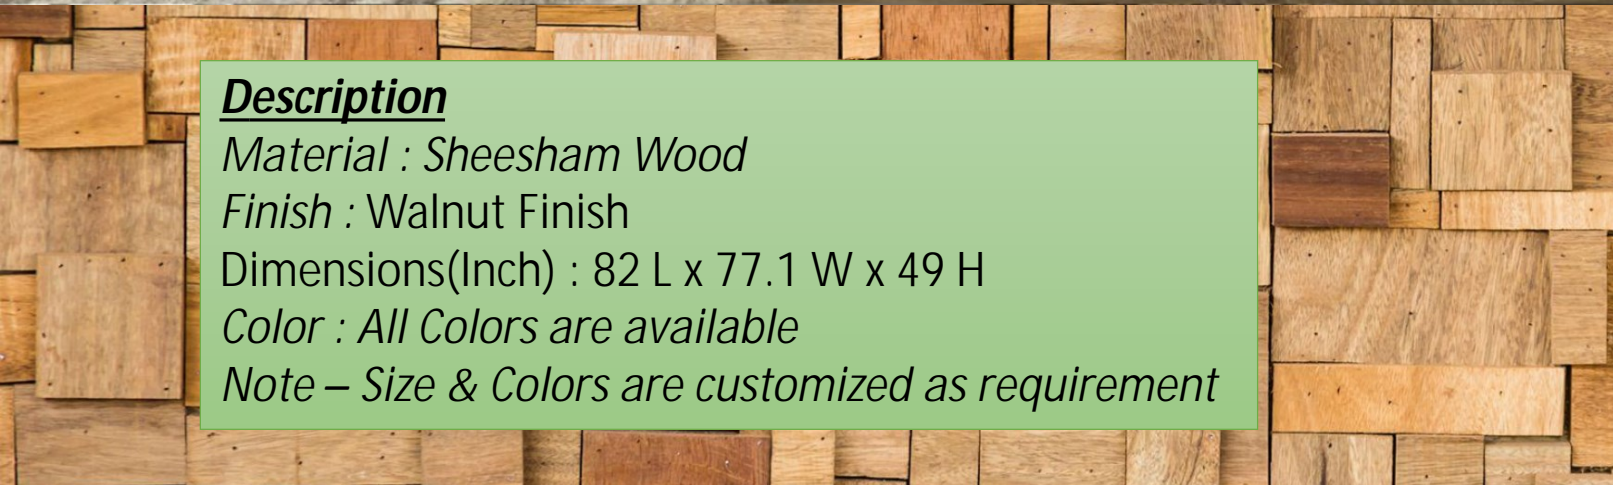 Description
Material : Sheesham Wood
Finish : Walnut Finish
Dimensions(Inch) : 82 L x 77.1 W x 49 H
Color : All Colors are available
Note – Size & Colors are customized as requirement